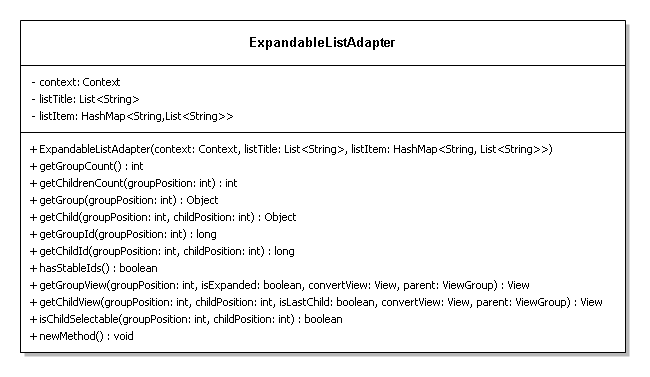 ExpandableListAdapter
- context: Context
- listTitle: List<String>
- listItem: HashMap<String,List<String>>
+ ExpandableListAdapter(context: Context, listTitle: List<String>, listItem: HashMap<String, List<String>>)
+ getGroupCount() : int
+ getChildrenCount(groupPosition: int) : int
+ getGroup(groupPosition: int) : Object
+ getChild(groupPosition: int, childPosition: int) : Object
+ getGroupId(groupPosition: int) : long
+ getChildId(groupPosition: int, childPosition: int) : long
+ hasStableIds() : boolean
+ getGroupView(groupPosition: int, isExpanded: boolean, convertView: View, parent: ViewGroup) : View
+ getChildView(groupPosition: int, childPosition: int, isLastChild: boolean, convertView: View, parent: ViewGroup) : View
+ isChildSelectable(groupPosition: int, childPosition: int) : boolean
+ newMethod() : void